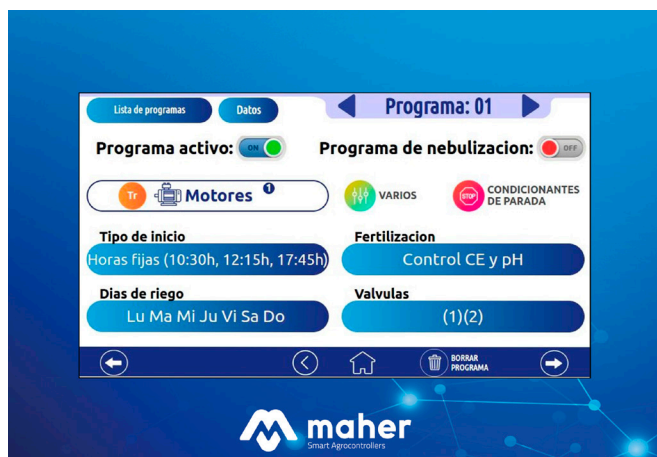 Lista de programas
Datos
Programa: 01
Programa activo: ON
Programa de nebulizacion: OFF
Tr Motores 1
VARIOS
STOP
CONDICIONANTES
DE PARADA
Tipo de inicio
Horas fijas (10:30h, 12:15h, 17:45h)
Fertilizacion
Control CE y pH
Dias de riego
Lu Ma Mi Ju Vi Sa Do
Valvulas
(1)(2)
BORRAR
PROGRAMA
maher
Smart Agrocontrollers